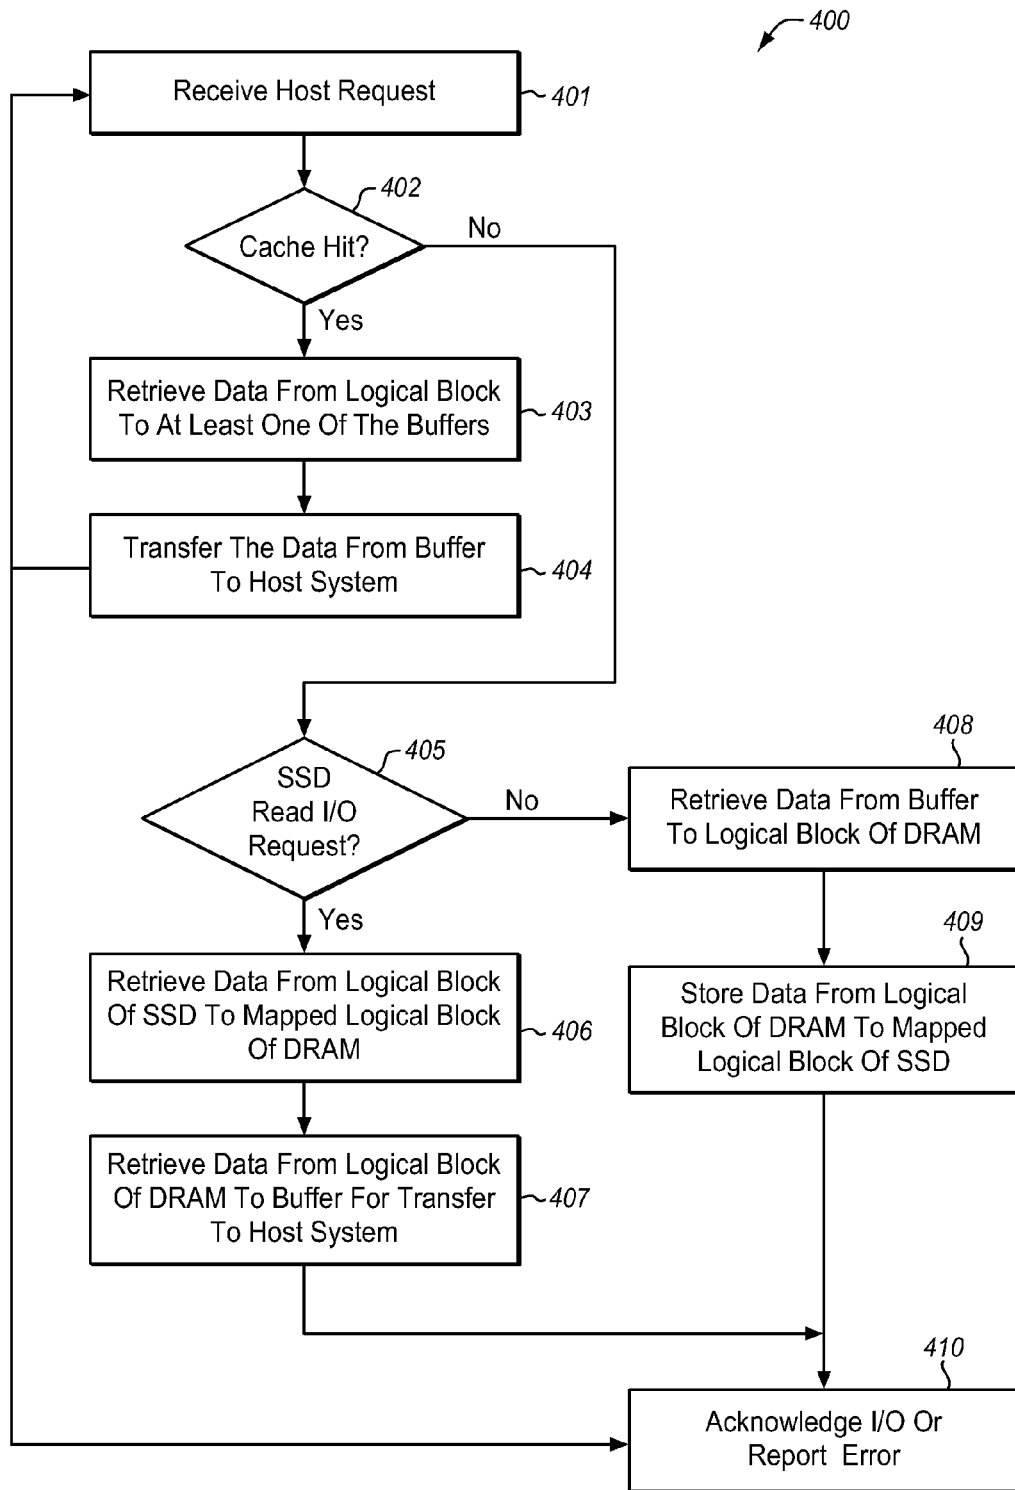 400
Receive Host Request
401
402
Cache Hit?
No
Yes
Retrieve Data From Logical Block
To At Least One Of The Buffers
403
Transfer The Data From Buffer
To Host System
404
405
SSD
Read I/O
Request?
No
Yes
408
Retrieve Data From Buffer
To Logical Block Of DRAM
Retrieve Data From Logical Block
Of SSD To Mapped Logical Block
Of DRAM
406
409
Store Data From Logical
Block Of DRAM To Mapped
Logical Block Of SSD
Retrieve Data From Logical Block
Of DRAM To Buffer For Transfer
To Host System
407
410
Acknowledge I/O Or
Report Error